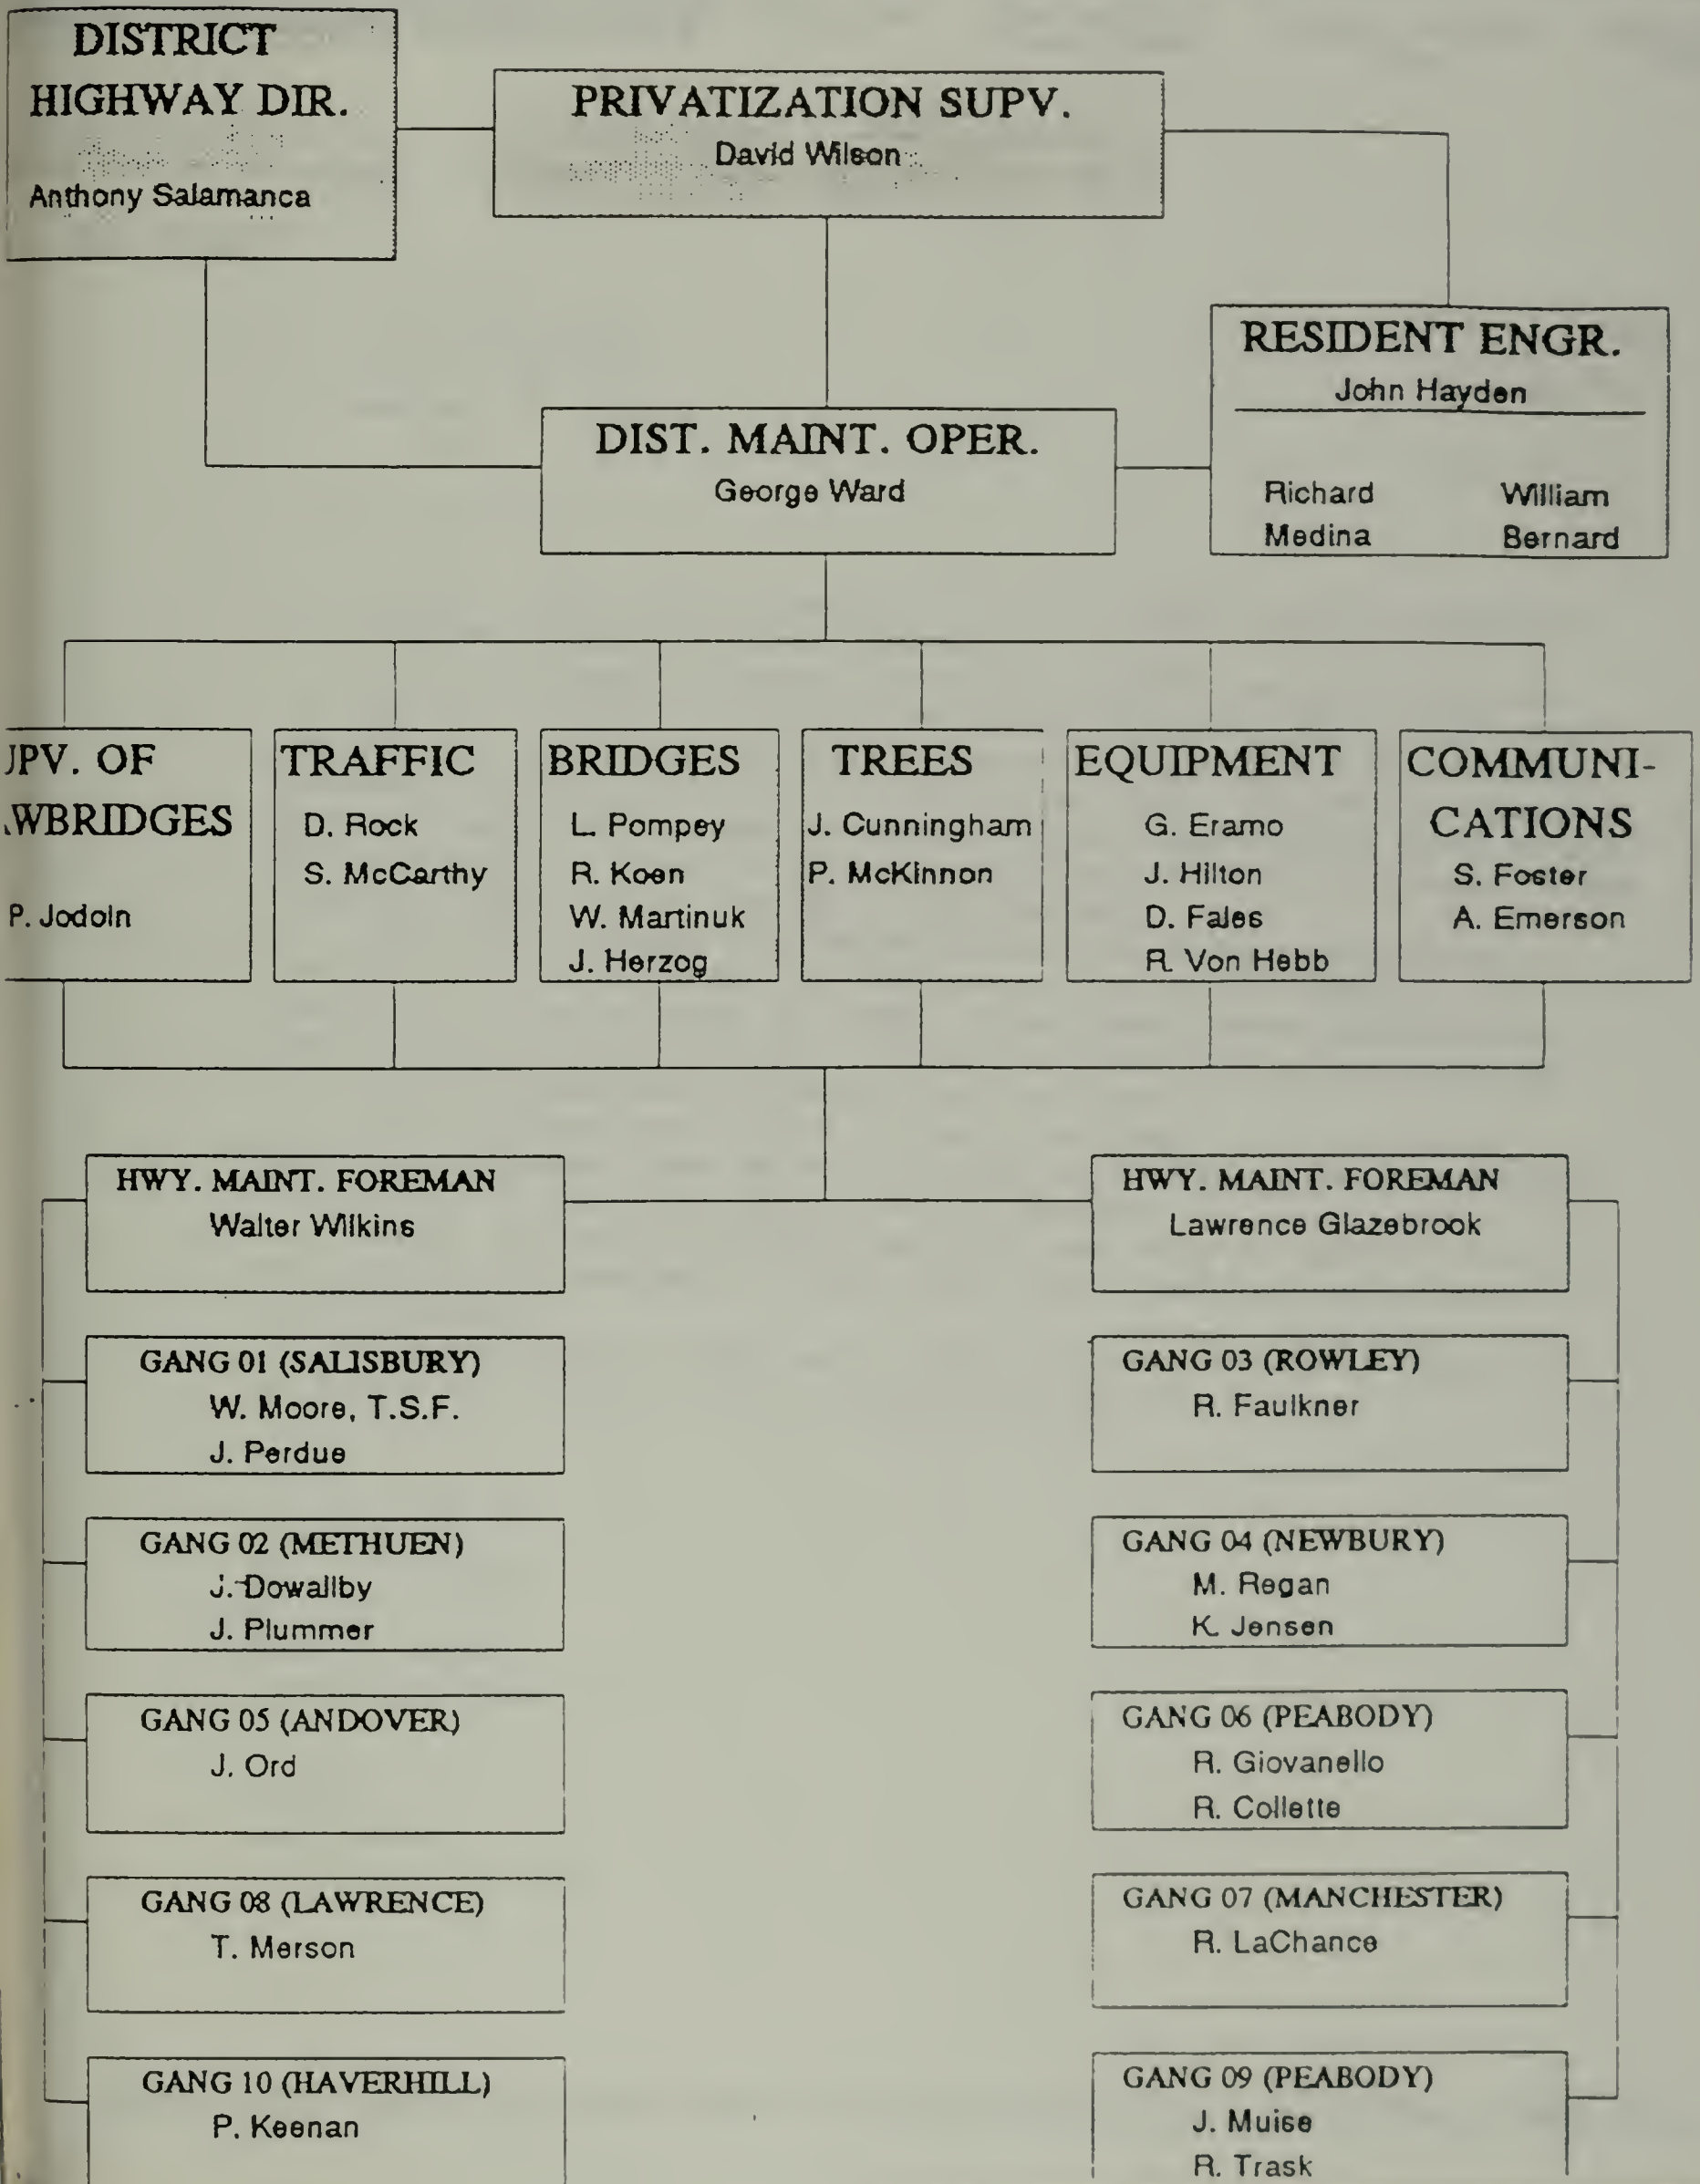 DISTRICT
HIGHWAY DIR.
Anthony Salamanca
PRIVATIZATION SUPV.
David Wilson
RESIDENT ENGR.
John Hayden
Richard William
Medina Bernard
DIST. MAINT. OPER.
George Ward
JPV. OF
WBRIDGES
P. Jodoin
TRAFFIC
D. Rock
S. McCarthy
BRIDGES
L. Pompey
R. Koen
W. Martinuk
J. Herzog
TREES
J. Cunningham
P. McKinnon
EQUIPMENT
G. Eramo
J. Hilton
D. Fales
R. Von Hebb
COMMUNI-
CATIONS
S. Foster
A. Emerson
HWY. MAINT. FOREMAN
Walter Wilkins
GANG 01 (SALISBURY)
W. Moore, T.S.F.
J. Perdue
GANG 02 (METHUEN)
J. Dowallby
J. Plummer
GANG 05 (ANDOVER)
J. Ord
GANG 08 (LAWRENCE)
T. Merson
GANG 10 (HAVERHILL)
P. Keenan
HWY. MAINT. FOREMAN
Lawrence Glazebrook
GANG 03 (ROWLEY)
R. Faulkner
GANG 04 (NEWBURY)
M. Regan
K. Jensen
GANG 06 (PEABODY)
R. Giovanello
R. Collette
GANG 07 (MANCHESTER)
R. LaChance
GANG 09 (PEABODY)
J. Muise
R. Trask